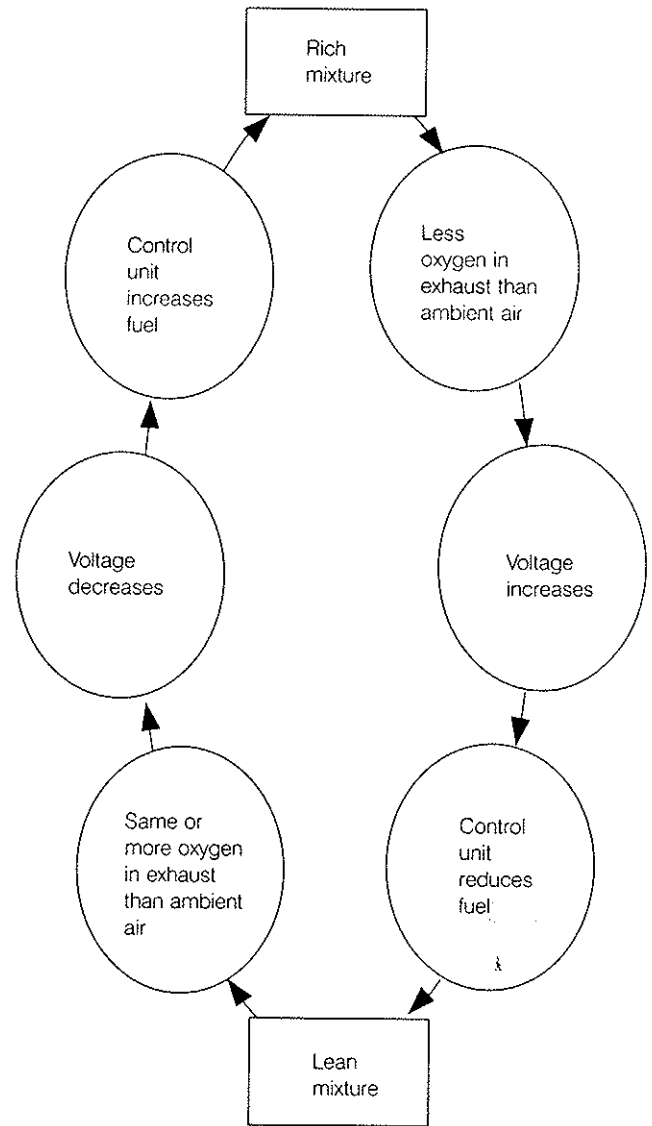 Rich
mixture
Less
oxygen in
exhaust than
ambient air
Voltage
increases
Control
unit
reduces
fuel
Lean
mixture
Same or
more oxygen
in exhaust
than ambient
air
Voltage
decreases
Control
unit
increases
fuel